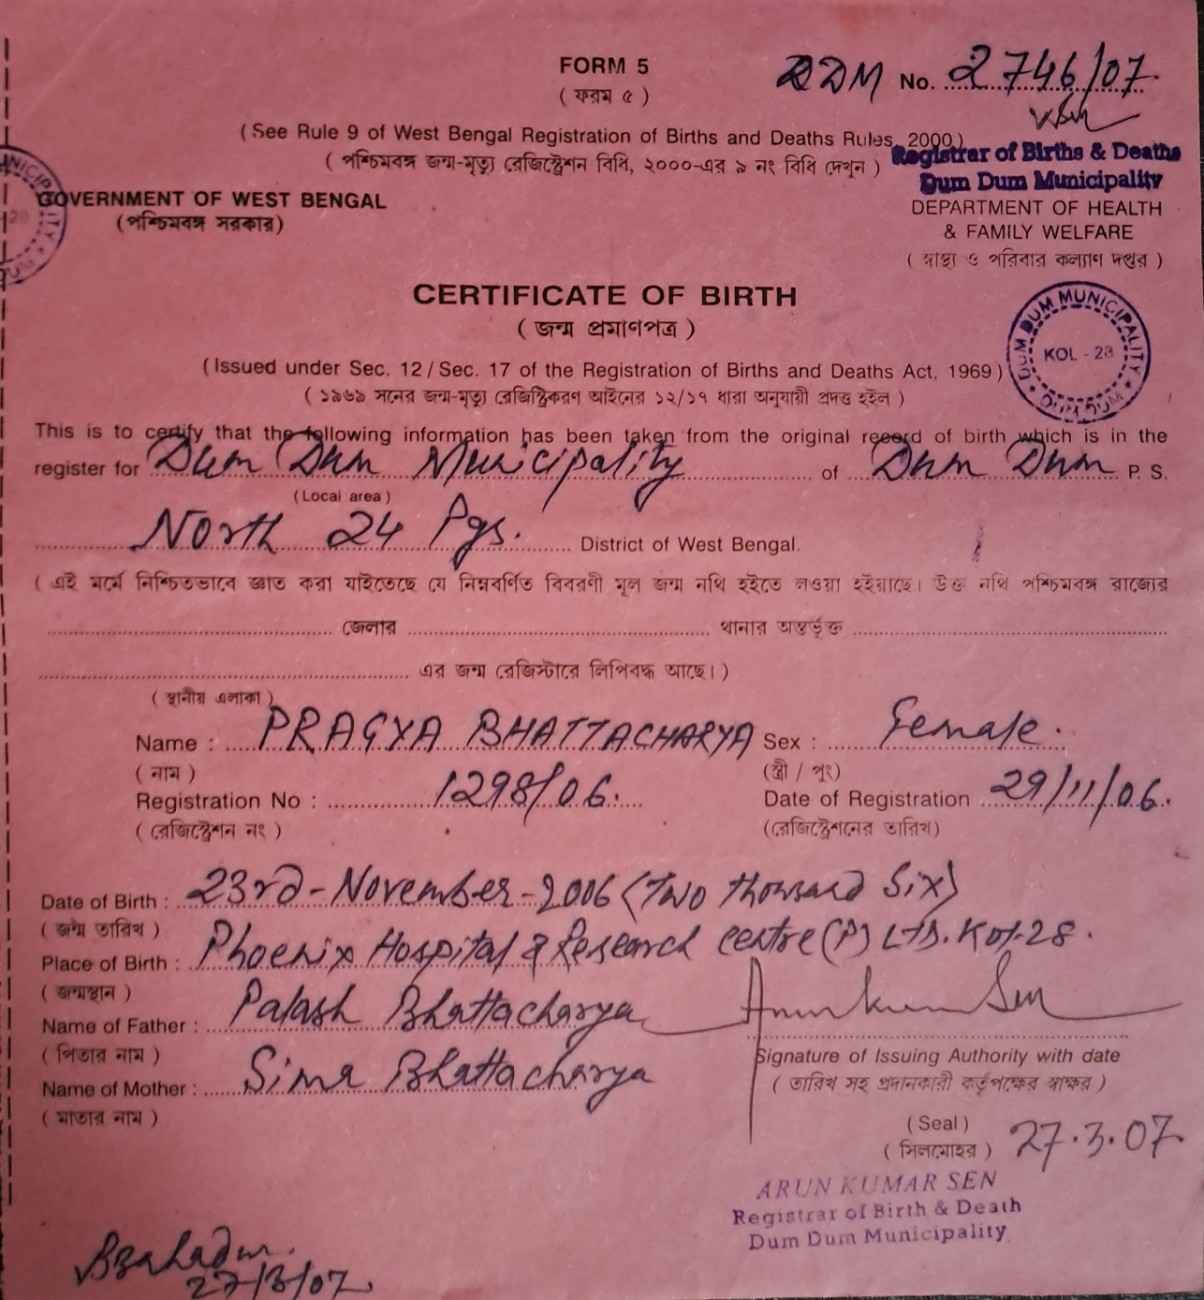 FORM 5
( ফরম ৫ )
DDM No. 2746/07.
( See Rule 9 of West Bengal Registration of Births and Deaths Rules, 2000 )
( পশ্চিমবঙ্গ জন্ম-মৃত্যু রেজিস্ট্রেশন বিধি, ২০০০-এর ৯ নং বিধি দেখুন )
Registrar of Births & Deaths
Dum Dum Municipality
GOVERNMENT OF WEST BENGAL
(পশ্চিমবঙ্গ সরকার)
DEPARTMENT OF HEALTH
& FAMILY WELFARE
( স্বাস্থ্য ও পরিবার কল্যাণ দপ্তর )
CERTIFICATE OF BIRTH
( জন্ম প্রমাণপত্র )
DUM DUM MUNICIPALITY
KOL - 28
DUM DUM
( Issued under Sec. 12 / Sec. 17 of the Registration of Births and Deaths Act, 1969 )
( ১৯৬৯ সনের জন্ম-মৃত্যু রেজিস্ট্রিকরণ আইনের ১২/১৭ ধারা অনুযায়ী প্রদত্ত হইল )
This is to certify that the following information has been taken from the original record of birth which is in the
register for Dum Dum Municipality of Dum Dum P. S.
( Local area )
North 24 Pgs. District of West Bengal.
( এই মর্মে নিশ্চিতভাবে জ্ঞাত করা যাইতেছে যে নিম্নবর্ণিত বিবরণী মূল জন্ম নথি হইতে লওয়া হইয়াছে। উক্ত নথি পশ্চিমবঙ্গ রাজ্যের
জেলার থানার অন্তর্ভূক্ত
এর জন্ম রেজিস্টারে লিপিবদ্ধ আছে। )
( স্থানীয় এলাকা )
Name : PRAGYA BHATTACHARYA Sex : Female.
( নাম ) (স্ত্রী / পুং)
Registration No : 1298/06. Date of Registration 29/11/06.
( রেজিস্ট্রেশন নং ) (রেজিস্ট্রেশনের তারিখ)
Date of Birth : 23rd - November - 2006 (Two thousand Six)
( জন্ম তারিখ )
Place of Birth : Phoenix Hospital & Research centre (P) LTD. Kol-28.
( জন্মস্থান )
Name of Father : Palash Bhattacharya
( পিতার নাম )
Name of Mother : Sima Bhattacharya
( মাতার নাম )
Arun Kumar Sen
Signature of Issuing Authority with date
( তারিখ সহ প্রদানকারী কর্তৃপক্ষের স্বাক্ষর )
( Seal )
( সিলমোহর )
27.3.07
ARUN KUMAR SEN
Registrar of Birth & Death
Dum Dum Municipality
27/3/07.